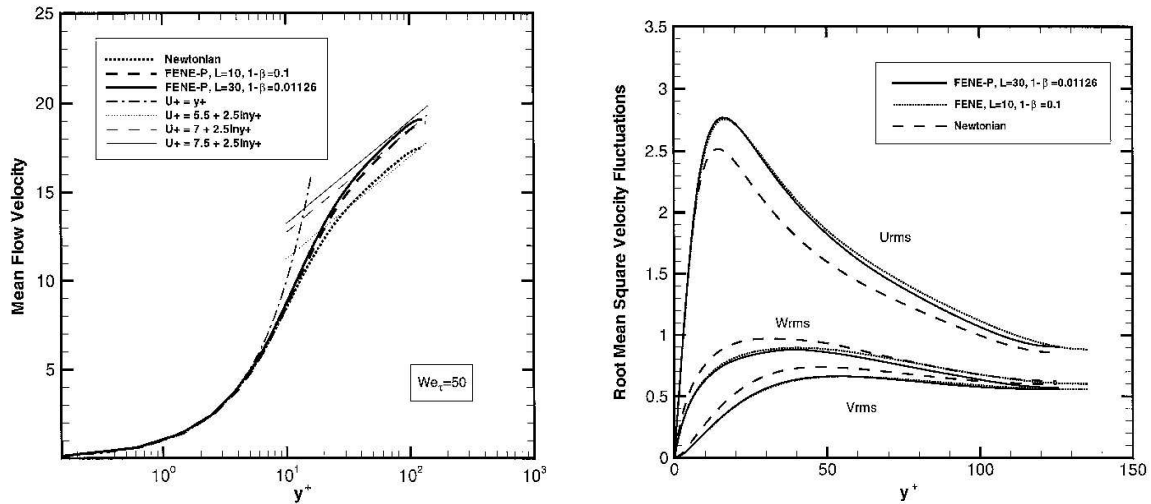 25
20
15
10
5
10⁰
10¹
10²
10³
Mean Flow Velocity
y⁺
Newtonian
FENE-P, L=10, 1-β=0.1
FENE-P, L=30, 1-β=0.01126
U+ = y+
U+ = 5.5 + 2.5lny+
U+ = 7 + 2.5lny+
U+ = 7.5 + 2.5lny+
Weτ=50
3.5
3
2.5
2
1.5
1
0.5
0
0
50
100
150
Root Mean Square Velocity Fluctuations
y⁺
FENE-P, L=30, 1-β=0.01126
FENE, L=10, 1-β=0.1
Newtonian
Urms
Wrms
Vrms